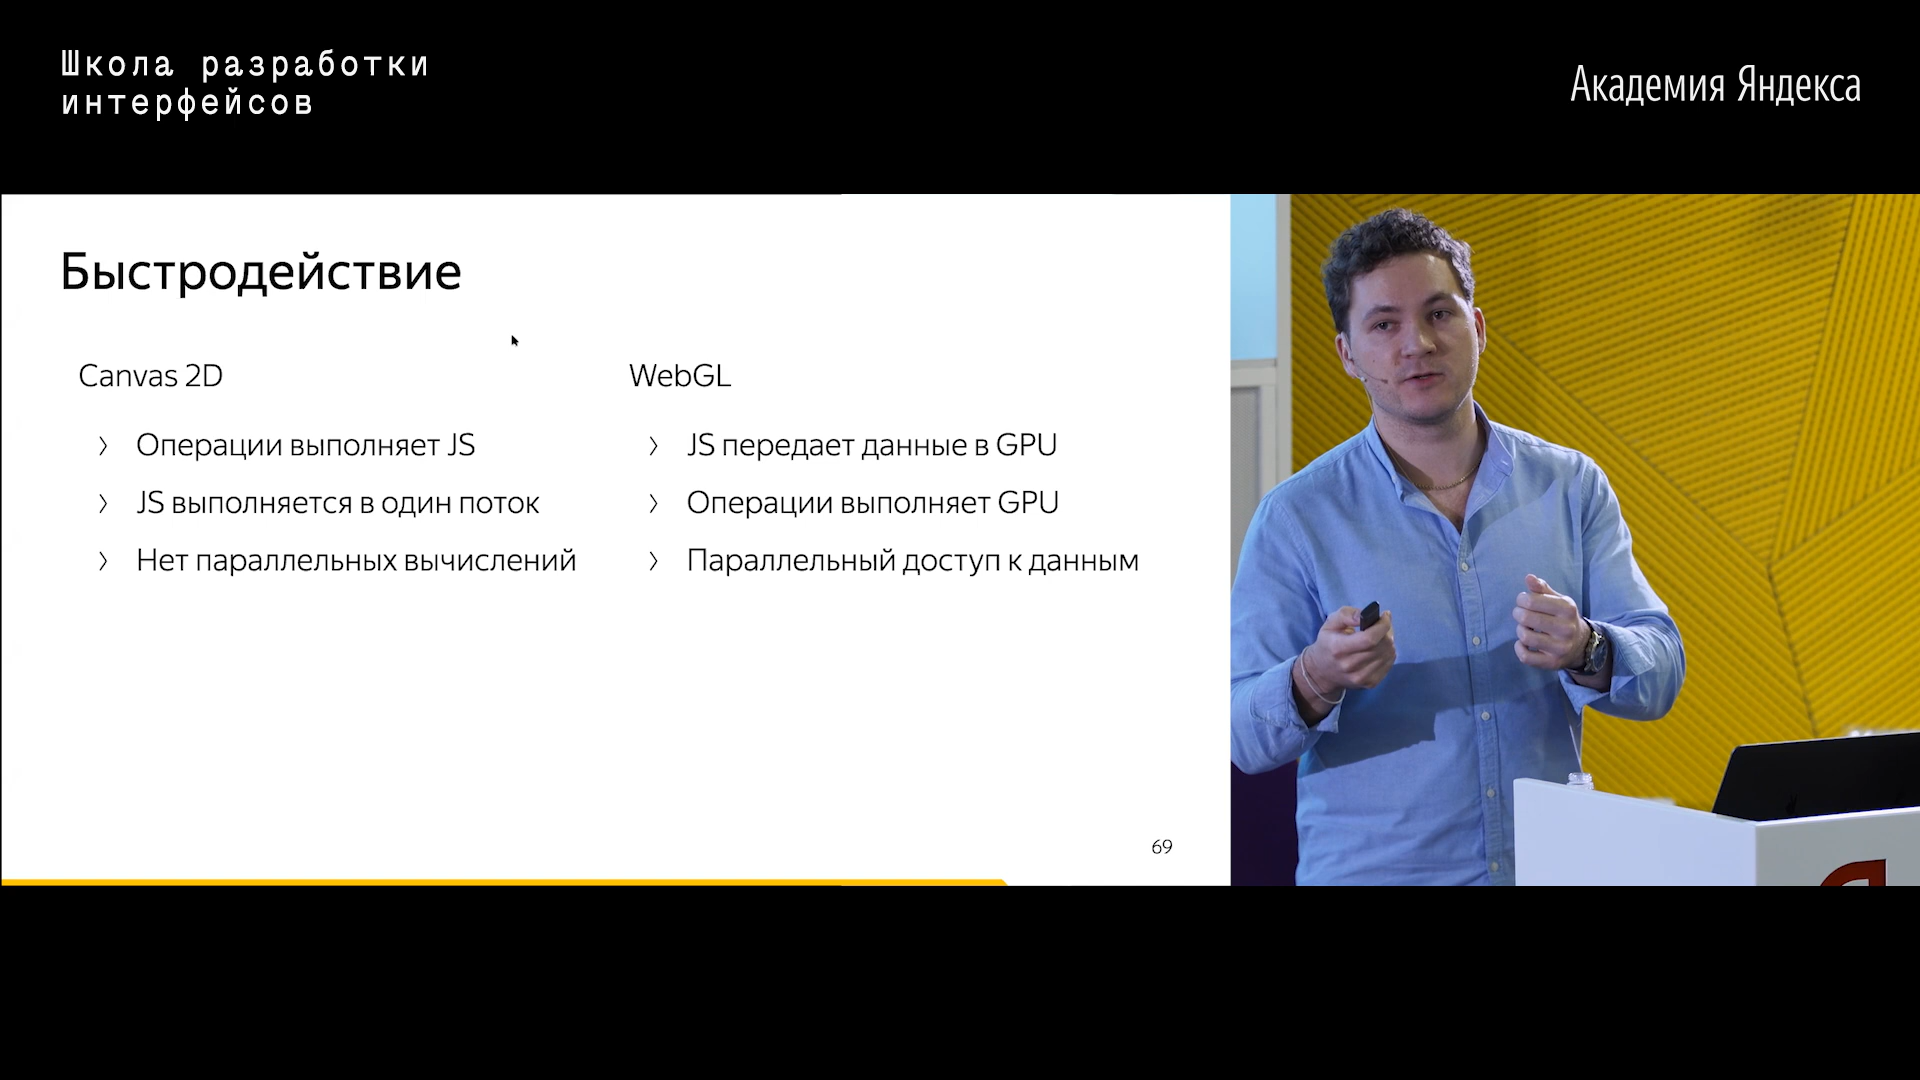 Школа разработки
интерфейсов
Академия Яндекса
Быстродействие
Canvas 2D
Операции выполняет JS
JS выполняется в один поток
Нет параллельных вычислений
WebGL
JS передает данные в GPU
Операции выполняет GPU
Параллельный доступ к данным
69